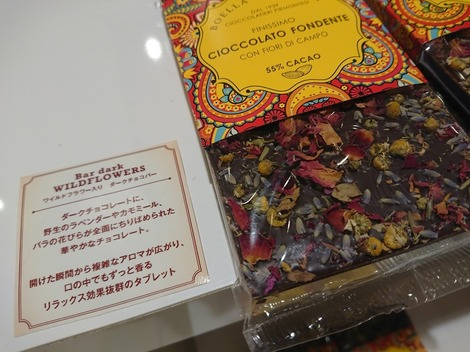 BOELLA
DAL 1939
CIOCCOLATIERI PIEMONTESI
FINISSIMO
CIOCCOLATO FONDENTE
CON FIORI DI CAMPO
55% CACAO
Bar dark
WILDFLOWERS
ワイルドフラワー入り ダークチョコバー
ダークチョコレートに、
野生のラベンダーやカモミール、
バラの花びらが全面にちりばめられた
華やかなチョコレート。
開けた瞬間から複雑なアロマが広がり、
口の中でもずっと香る
リラックス効果抜群のタブレット